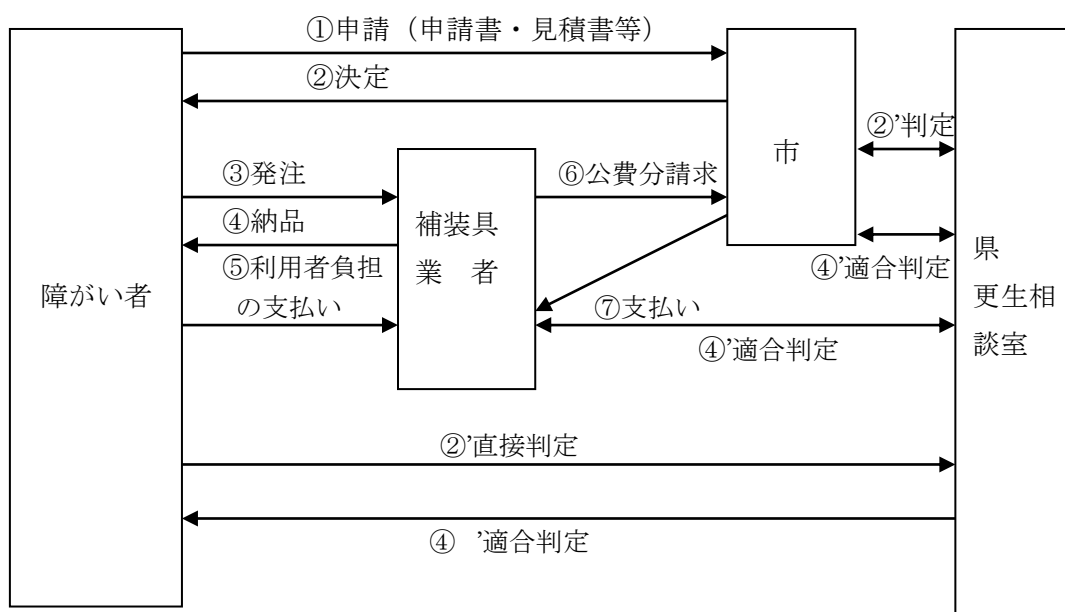 ①申請（申請書・見積書等）
②決定
②’判定
市
③発注
⑥公費分請求
④納品
補装具
業　者
⑤利用者負担
の支払い
④’適合判定
県
更生相
談室
障がい者
⑦支払い
④’適合判定
②’直接判定
④　’適合判定